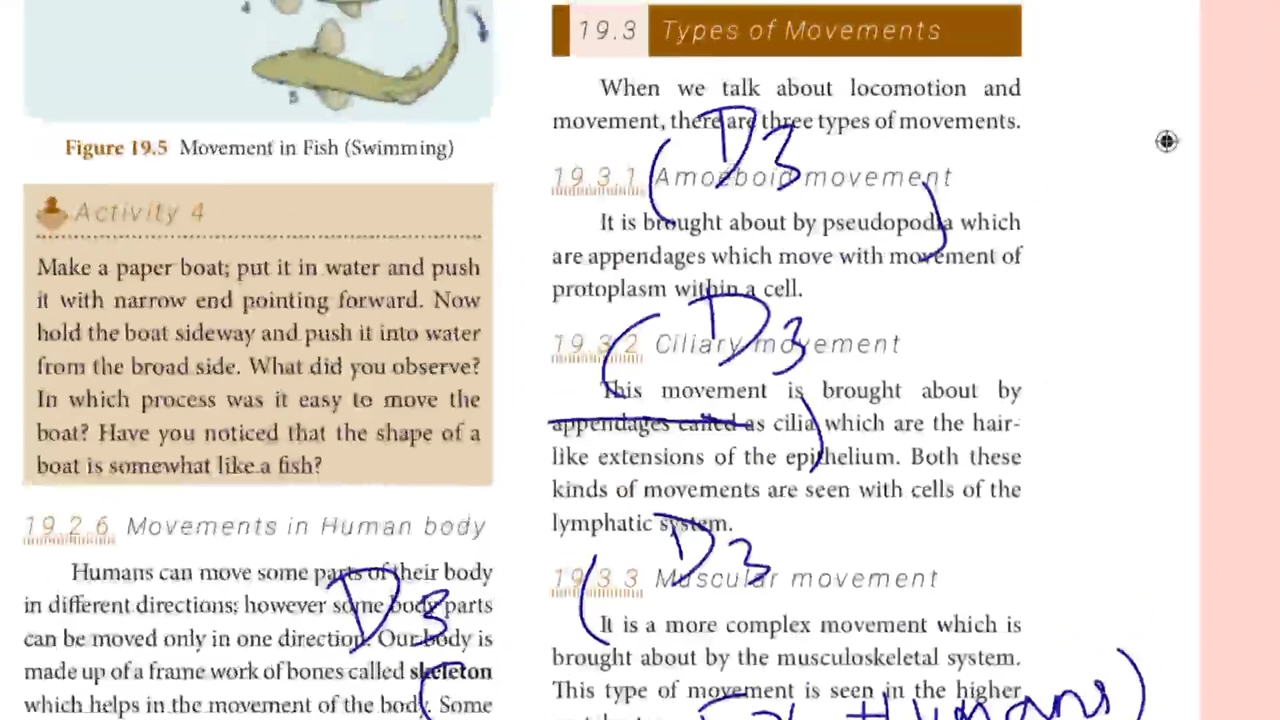 4
5
Figure 19.5 Movement in Fish (Swimming)
Activity 4
Make a paper boat; put it in water and push
it with narrow end pointing forward. Now
hold the boat sideway and push it into water
from the broad side. What did you observe?
In which process was it easy to move the
boat? Have you noticed that the shape of a
boat is somewhat like a fish?
19.2.6 Movements in Human body
Humans can move some parts of their body
in different directions; however some body parts
can be moved only in one direction. Our body is
made up of a frame work of bones called skeleton
which helps in the movement of the body. Some
D3
19.3 Types of Movements
When we talk about locomotion and
movement, there are three types of movements.
D3
19.3.1 Amoeboid movement
It is brought about by pseudopodia which
are appendages which move with movement of
protoplasm within a cell.
D3
19.3.2 Ciliary movement
This movement is brought about by
appendages called as cilia which are the hair-
like extensions of the epithelium. Both these
kinds of movements are seen with cells of the
lymphatic system.
D3
19.3.3 Muscular movement
It is a more complex movement which is
brought about by the musculoskeletal system.
This type of movement is seen in the higher
Humans)